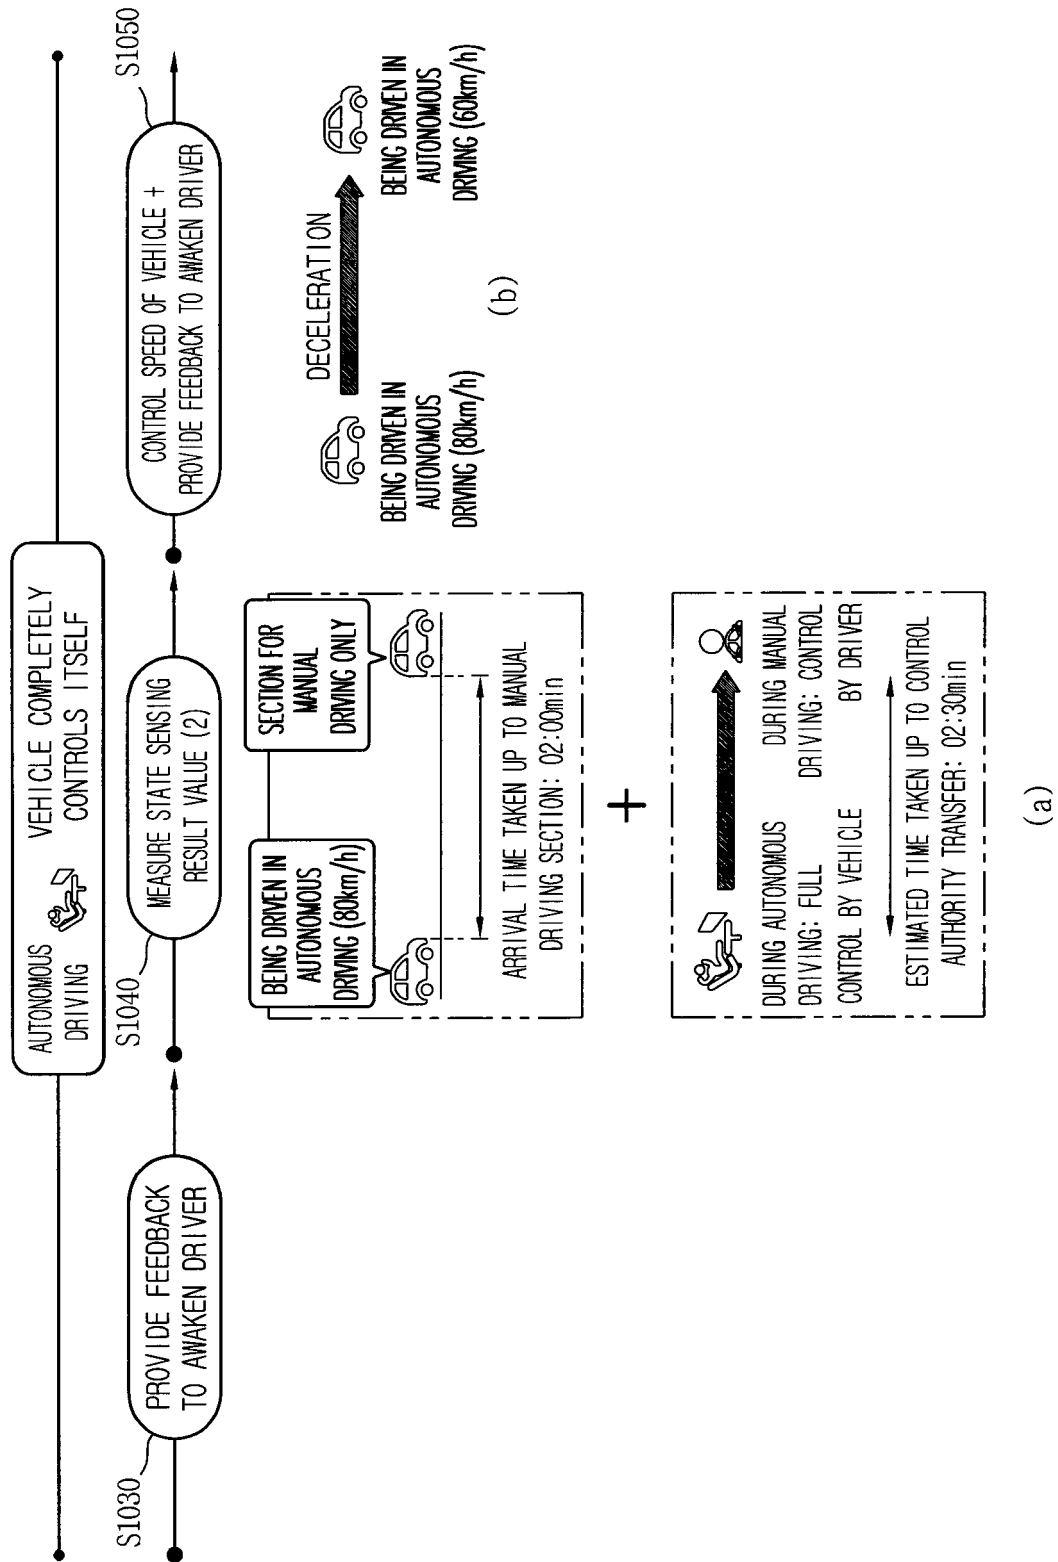 AUTONOMOUS
DRIVING
VEHICLE COMPLETELY
CONTROLS ITSELF
S1030
PROVIDE FEEDBACK
TO AWAKEN DRIVER
S1040
MEASURE STATE SENSING
RESULT VALUE (2)
S1050
CONTROL SPEED OF VEHICLE +
PROVIDE FEEDBACK TO AWAKEN DRIVER
BEING DRIVEN IN
AUTONOMOUS
DRIVING (80km/h)
SECTION FOR
MANUAL
DRIVING ONLY
ARRIVAL TIME TAKEN UP TO MANUAL
DRIVING SECTION: 02:00min
+
DURING AUTONOMOUS
DRIVING: FULL
CONTROL BY VEHICLE
DURING MANUAL
DRIVING: CONTROL
BY DRIVER
ESTIMATED TIME TAKEN UP TO CONTROL
AUTHORITY TRANSFER: 02:30min
(a)
DECELERATION
BEING DRIVEN IN
AUTONOMOUS
DRIVING (80km/h)
BEING DRIVEN IN
AUTONOMOUS
DRIVING (60km/h)
(b)